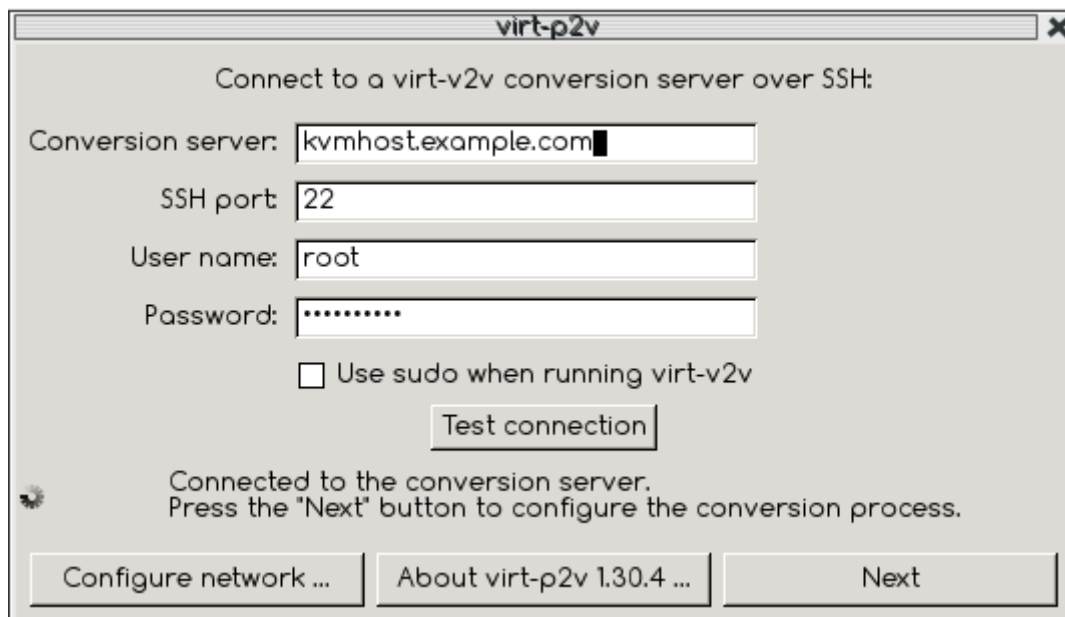 virt-p2v
Connect to a virt-v2v conversion server over SSH:
Conversion server: kvmhost.example.com
SSH port: 22
User name: root
Password: ••••••••••
Use sudo when running virt-v2v
Test connection
Connected to the conversion server.
Press the "Next" button to configure the conversion process.
Configure network ... About virt-p2v 1.30.4 ... Next